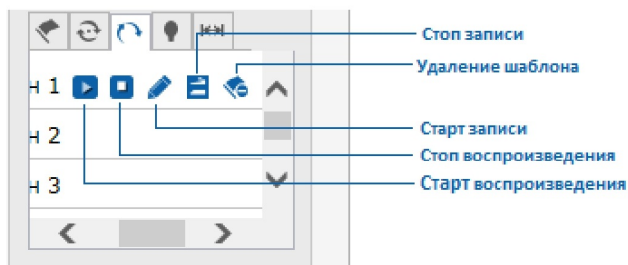 Стоп записи
Удаление шаблона
н 1
Старт записи
н 2
Стоп воспроизведения
н 3
Старт воспроизведения